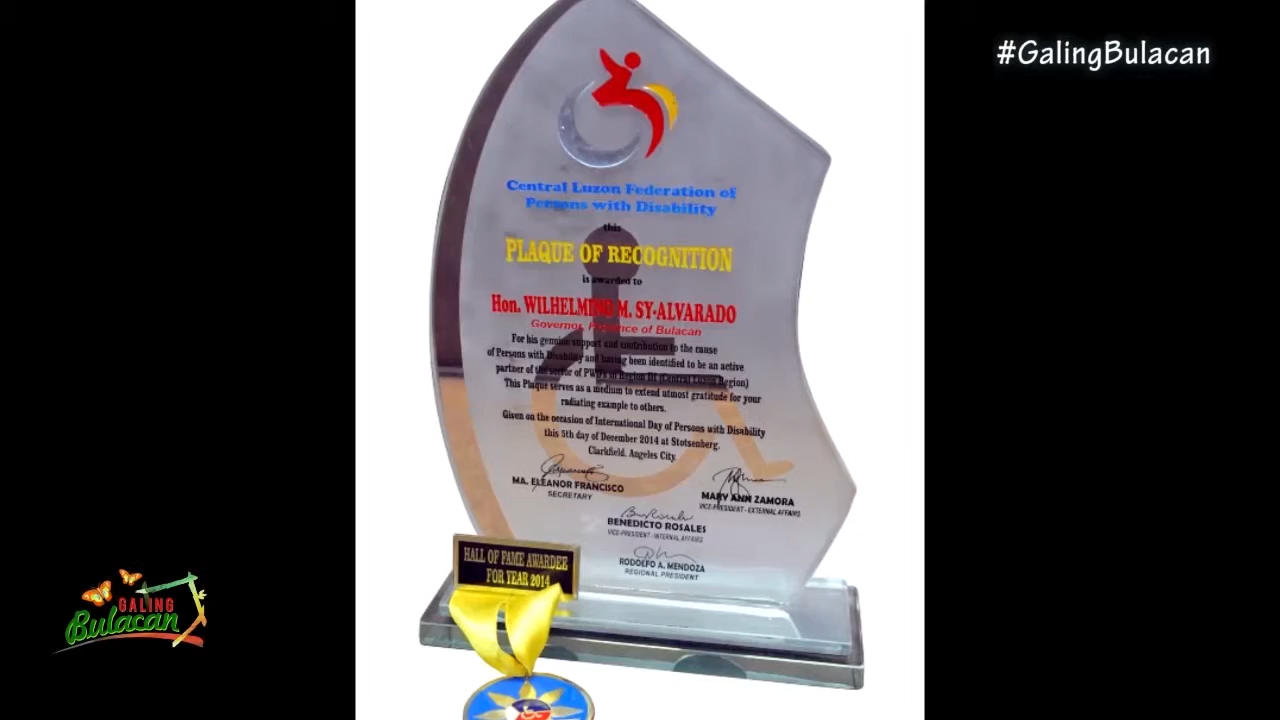 #GalingBulacan
Central Luzon Federation of
Persons with Disability
this
PLAQUE OF RECOGNITION
is awarded to
Hon. WILHELMINO M. SY-ALVARADO
Governor, Province of Bulacan
For his genuine support and contribution to the cause
of Persons with Disability and having been identified to be an active
partner of the sector of PWD's in Region III (Central Luzon Region)
This Plaque serves as a medium to extend utmost gratitude for your
radiating example to others.
Given on the occasion of International Day of Persons with Disability
this 5th day of December 2014 at Stotsenberg,
Clarkfield, Angeles City.
MA. ELEANOR FRANCISCO
SECRETARY
MARY ANN ZAMORA
VICE-PRESIDENT - EXTERNAL AFFAIRS
BENEDICTO ROSALES
VICE-PRESIDENT - INTERNAL AFFAIRS
RODOLFO A. MENDOZA
REGIONAL PRESIDENT
HALL OF FAME AWARDEE
FOR YEAR 2014
GALING
Bulacan